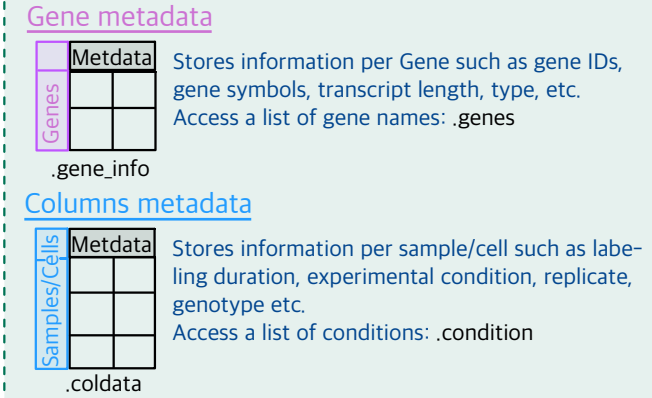 Gene metadata
Metdata
Genes
Stores information per Gene such as gene IDs,
gene symbols, transcript length, type, etc.
Access a list of gene names: .genes
.gene_info
Columns metadata
Metdata
Samples/Cells
Stores information per sample/cell such as labe-
ling duration, experimental condition, replicate,
genotype etc.
Access a list of conditions: .condition
.coldata